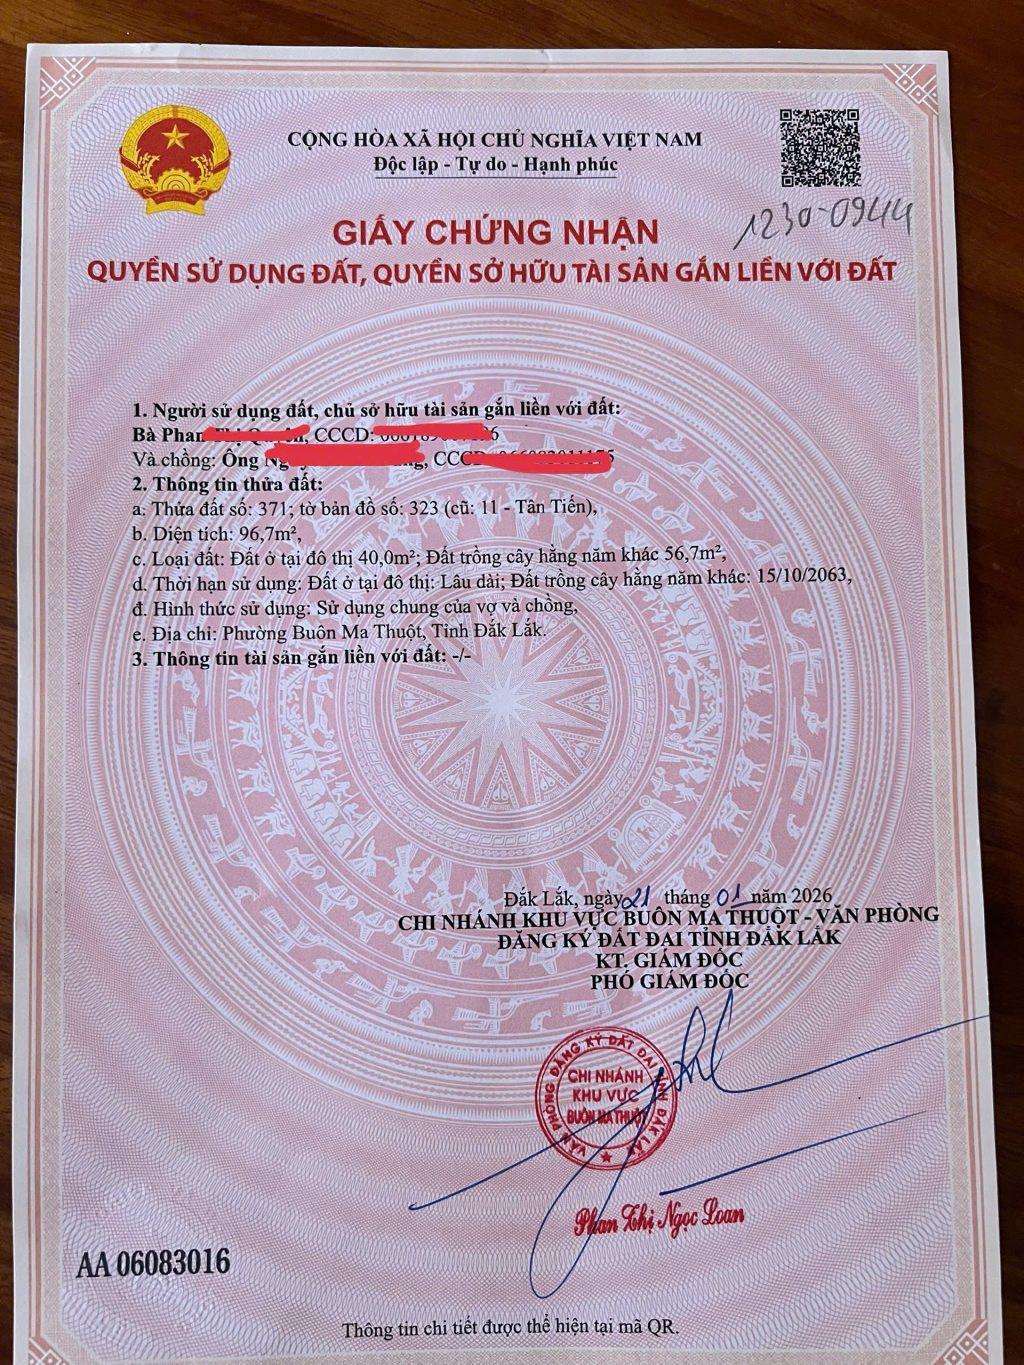 CỘNG HÒA XÃ HỘI CHỦ NGHĨA VIỆT NAM
Độc lập - Tự do - Hạnh phúc
1230-0944
GIẤY CHỨNG NHẬN
QUYỀN SỬ DỤNG ĐẤT, QUYỀN SỞ HỮU TÀI SẢN GẮN LIỀN VỚI ĐẤT
1. Người sử dụng đất, chủ sở hữu tài sản gắn liền với đất:
Bà Phan , CCCD:
Và chồng: Ông , CCCD
2. Thông tin thửa đất:
a. Thửa đất số: 371; tờ bản đồ số: 323 (cũ: 11 - Tân Tiến),
b. Diện tích: 96,7m²,
c. Loại đất: Đất ở tại đô thị 40,0m²; Đất trồng cây hằng năm khác 56,7m²,
d. Thời hạn sử dụng: Đất ở tại đô thị: Lâu dài; Đất trồng cây hằng năm khác: 15/10/2063,
đ. Hình thức sử dụng: Sử dụng chung của vợ và chồng,
e. Địa chỉ: Phường Buôn Ma Thuột, Tỉnh Đắk Lắk.
3. Thông tin tài sản gắn liền với đất: -/-
Đắk Lắk, ngày 21 tháng 01 năm 2026
CHI NHÁNH KHU VỰC BUÔN MA THUỘT - VĂN PHÒNG
ĐĂNG KÝ ĐẤT ĐAI TỈNH ĐẮK LẮK
KT. GIÁM ĐỐC
PHÓ GIÁM ĐỐC
VĂN PHÒNG ĐĂNG KÝ ĐẤT ĐAI TỈNH ĐẮK LẮK
CHI NHÁNH
KHU VỰC
BUÔN MA THUỘT
Phan Thị Ngọc Loan
AA 06083016
Thông tin chi tiết được thể hiện tại mã QR.